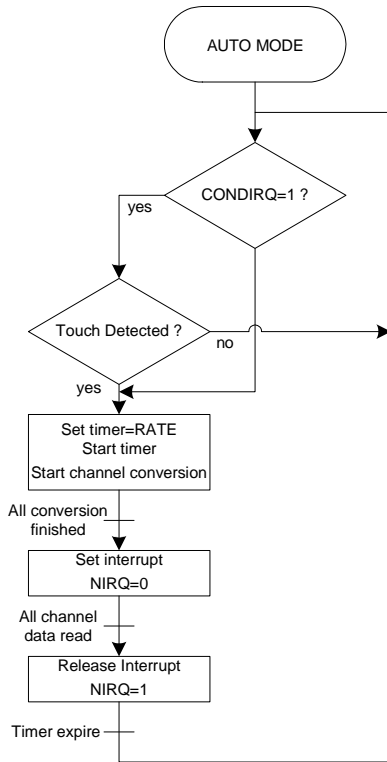 AUTO MODE
CONDIRQ=1 ?
yes
Touch Detected ?
no
yes
Set timer=RATE
Start timer
Start channel conversion
All conversion
finished
Set interrupt
NIRQ=0
All channel
data read
Release Interrupt
NIRQ=1
Timer expire